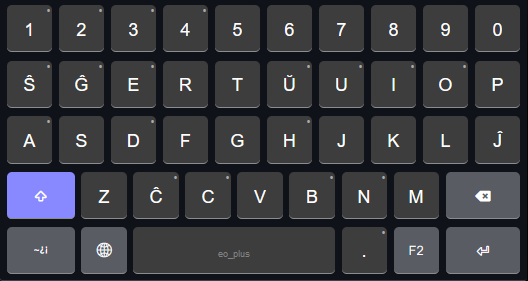 1 2 3 4 5 6 7 8 9 0
Ŝ Ĝ E R T Ŭ U I O P
A S D F G H J K L Ĵ
Z Ĉ C V B N M
~¿¡ eo_plus . F2